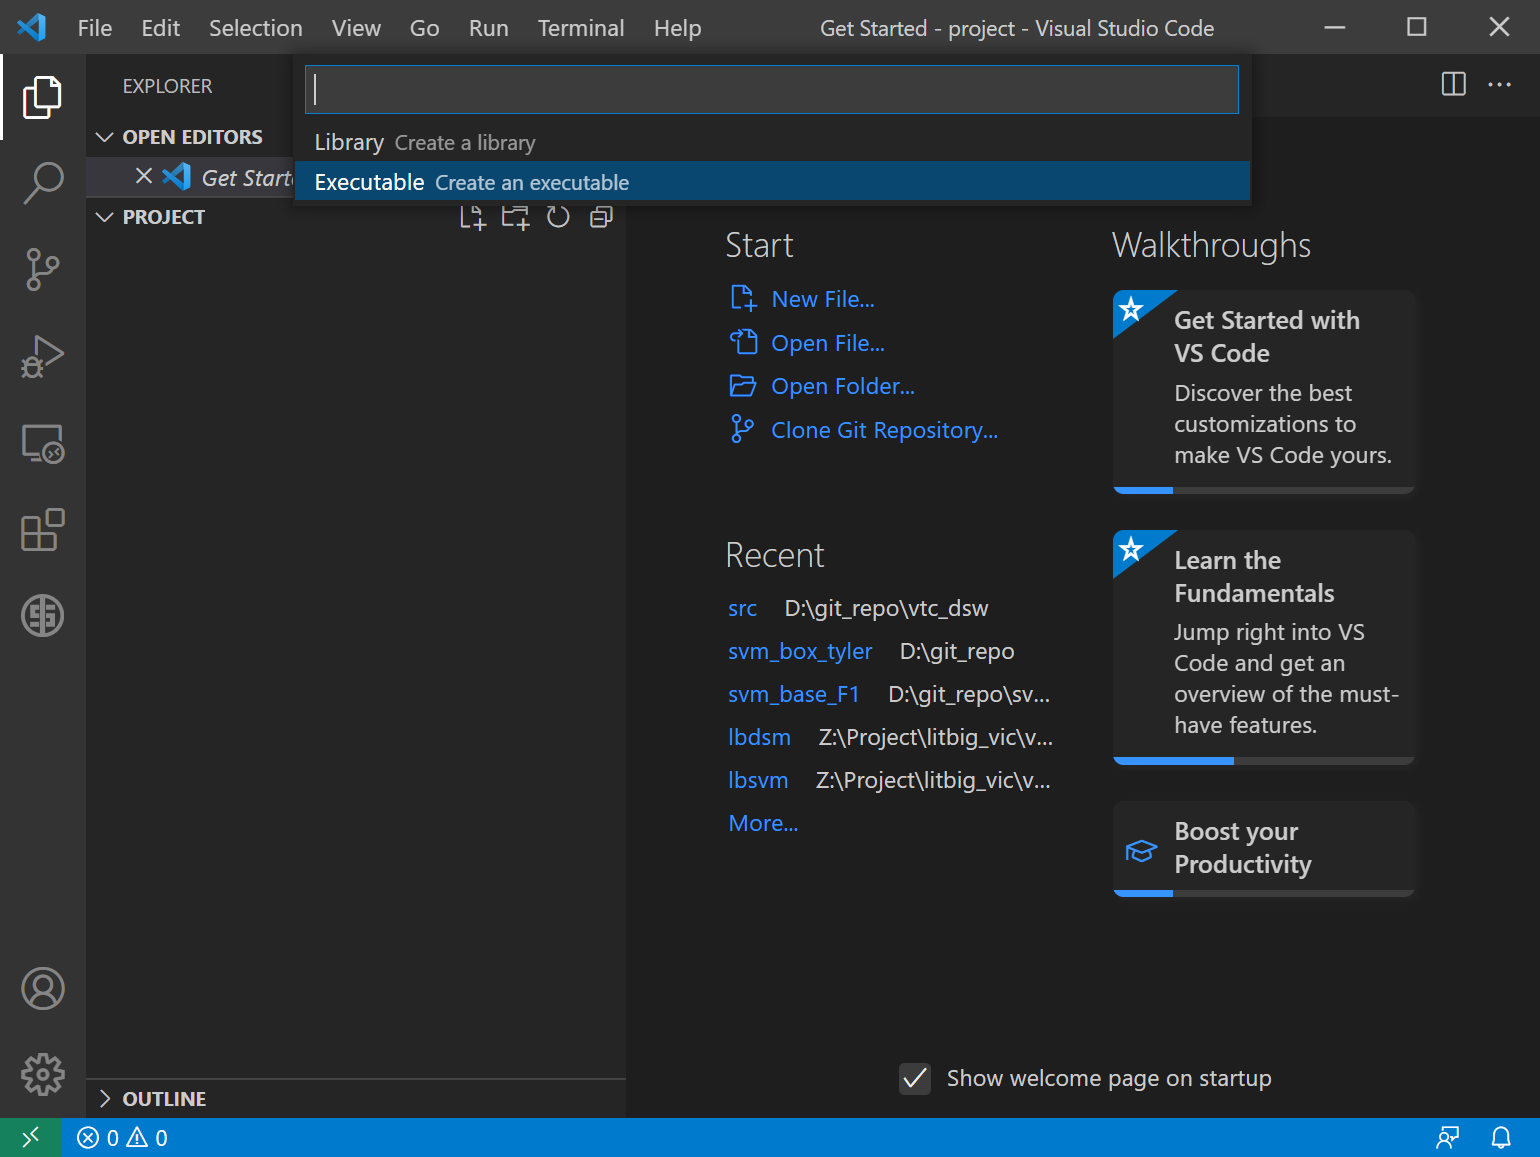 File Edit Selection View Go Run Terminal Help Get Started - project - Visual Studio Code
EXPLORER
OPEN EDITORS
Get Starte
PROJECT
Library Create a library
Executable Create an executable
Start
New File...
Open File...
Open Folder...
Clone Git Repository...
Recent
src D:\git_repo\vtc_dsw
svm_box_tyler D:\git_repo
svm_base_F1 D:\git_repo\sv...
lbdsm Z:\Project\litbig_vic\v...
lbsvm Z:\Project\litbig_vic\v...
More...
Walkthroughs
Get Started with
VS Code
Discover the best
customizations to
make VS Code yours.
Learn the
Fundamentals
Jump right into VS
Code and get an
overview of the must-
have features.
Boost your
Productivity
Show welcome page on startup
OUTLINE
0 0